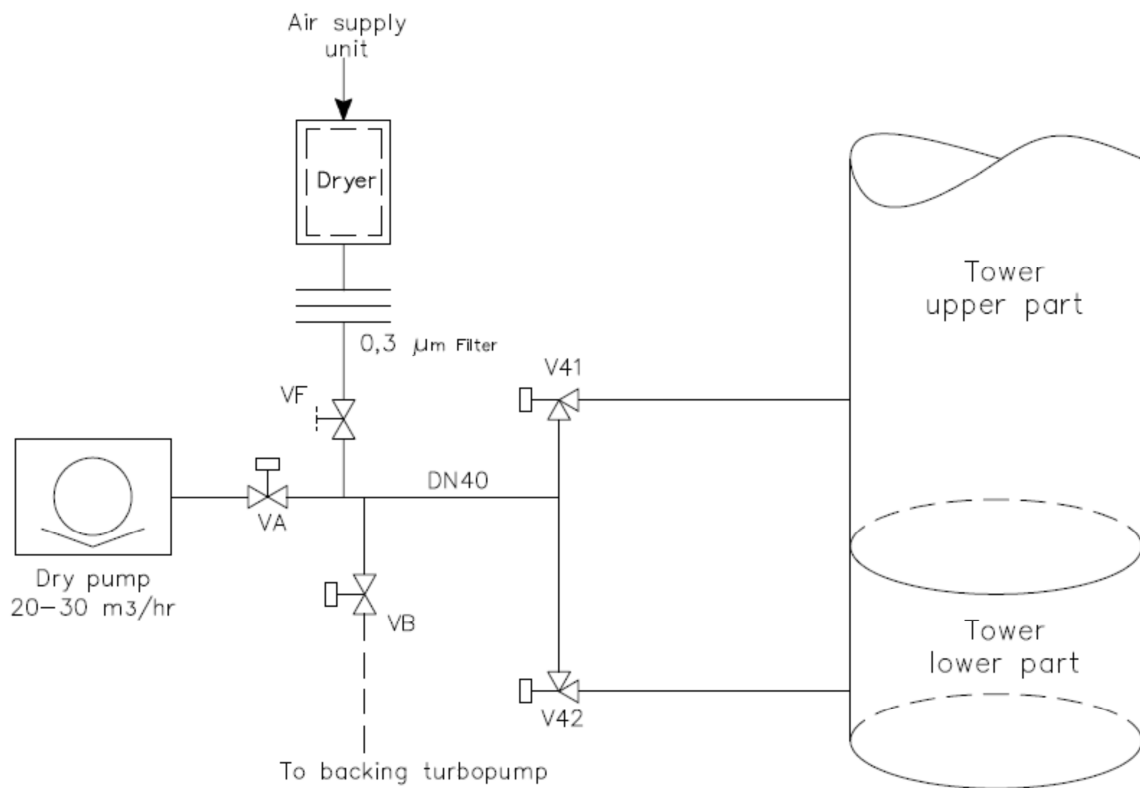 Air supply
unit
Dryer
0,3 µm Filter
VF
V41
Tower
upper part
DN40
VA
Dry pump
20-30 m3/hr
VB
V42
Tower
lower part
To backing turbopump